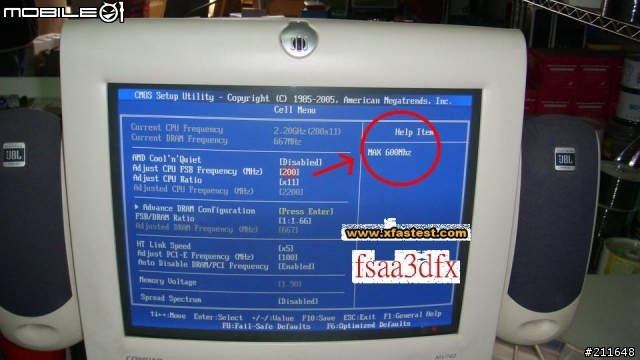 MOBILE01
CMOS Setup Utility - Copyright (C) 1985-2005, American Megatrends, Inc.
Cell Menu
Current CPU Frequency 2.20GHz(200x11)
Current DRAM Frequency 667MHz
Help Item
MAX 600Mhz
AMD Cool'n'Quiet [Disabled]
Adjust CPU FSB Frequency (MHz) [200]
Adjust CPU Ratio [x11]
Adjusted CPU Frequency (MHz) [2200]
Advance DRAM Configuration [Press Enter]
FSB/DRAM Ratio [1:1.66]
Adjusted DRAM Frequency (MHz) [667]
HT Link Speed [x5]
Adjust PCI-E Frequency (MHz) [100]
Auto Disable DRAM/PCI Frequency [Enabled]
Memory Voltage [1.90]
Spread Spectrum [Disabled]
↑↓←→:Move Enter:Select +/-/:Value F10:Save ESC:Exit F1:General Help
F8:Fail-Safe Defaults F6:Optimized Defaults
www.xfastest.com
fsaa3dfx
JBL
JBL
COMPAQ
MV740
#211648